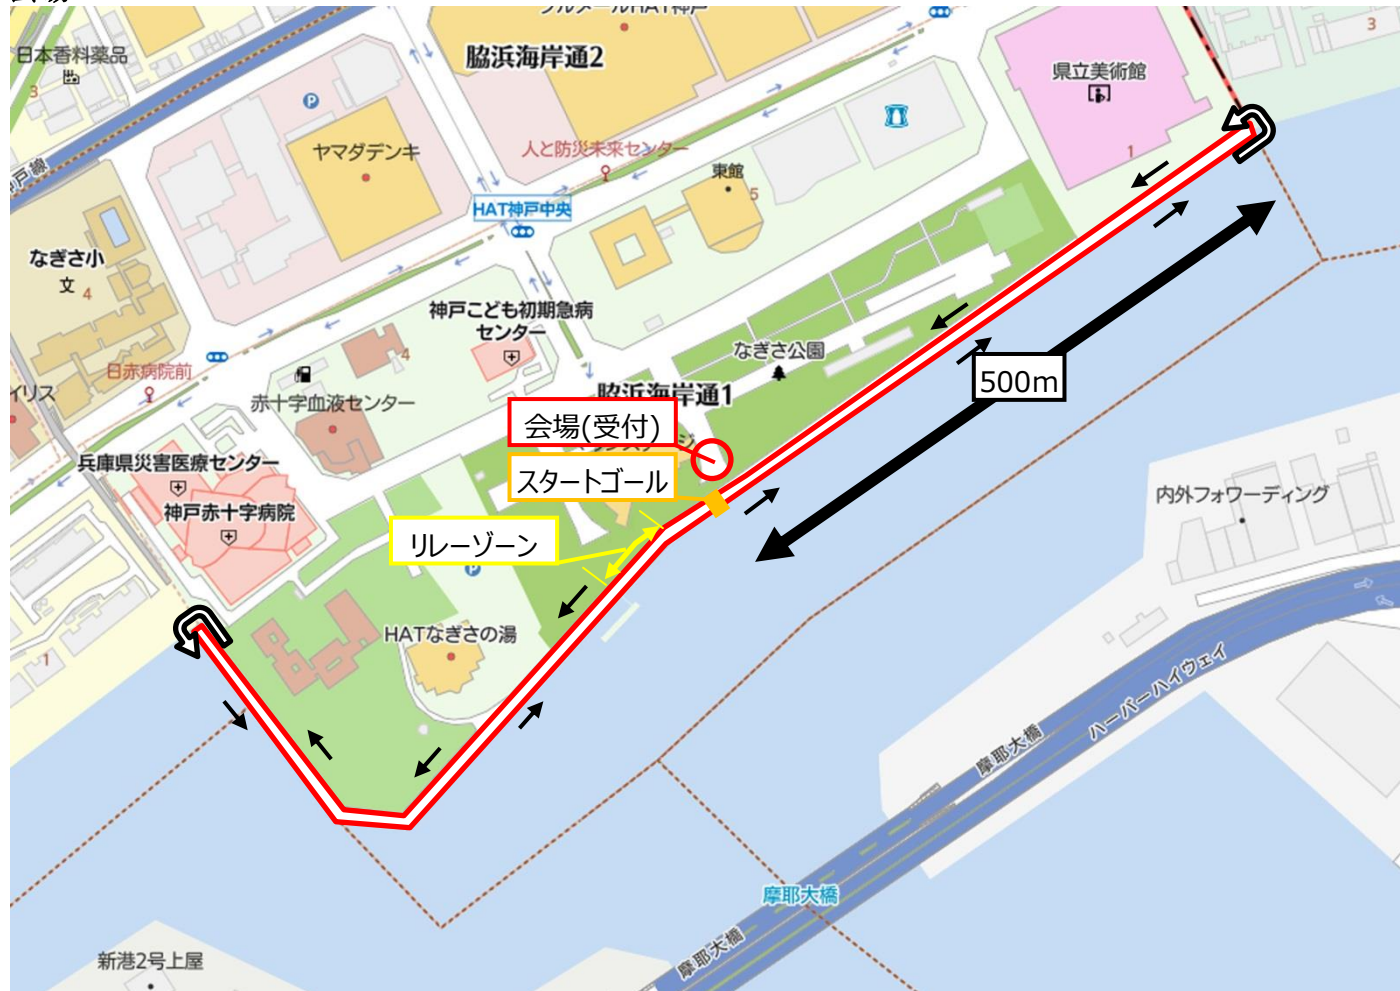 脇浜海岸通2
日本香料薬品
3
3
県立美術館
1
ヤマダデンキ
人と防災未来センター
東館
5
HAT神戸中央
なぎさ小
文
4
神戸こども初期急病
センター
4
日赤病院前
赤十字血液センター
なぎさ公園
脇浜海岸通1
500m
会場(受付)
スタートゴール
兵庫県災害医療センター
神戸赤十字病院
リレーゾーン
P
P
内外フォワーディング
HATなぎさの湯
1
ハーバーハイウェイ
摩耶大橋
摩耶大橋
摩耶大橋
新港2号上屋